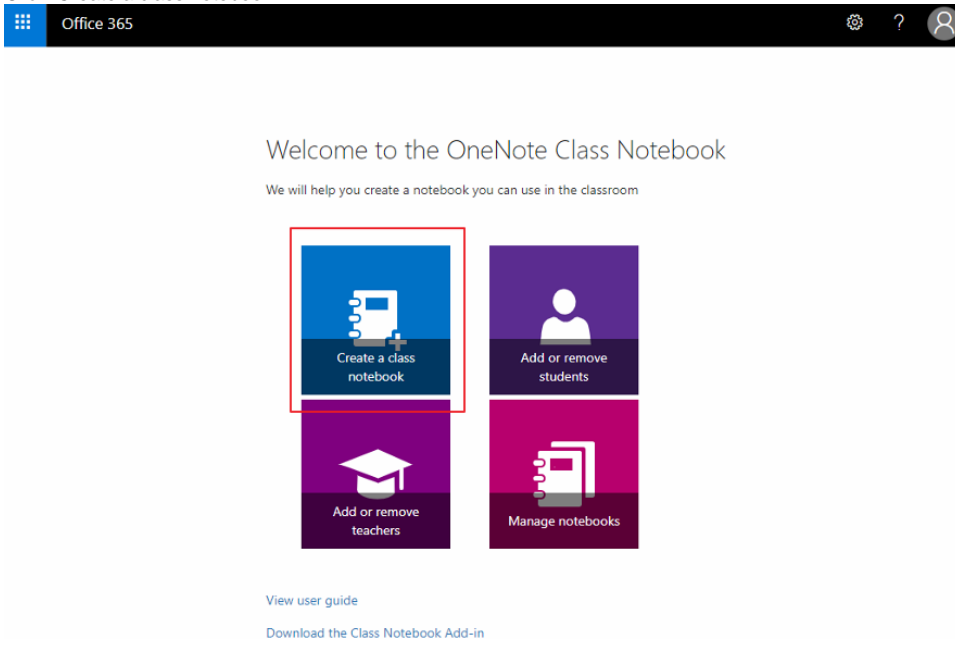 Office 365
?
Welcome to the OneNote Class Notebook
We will help you create a notebook you can use in the classroom
Create a class
notebook
Add or remove
students
Add or remove
teachers
Manage notebooks
View user guide
Download the Class Notebook Add-in